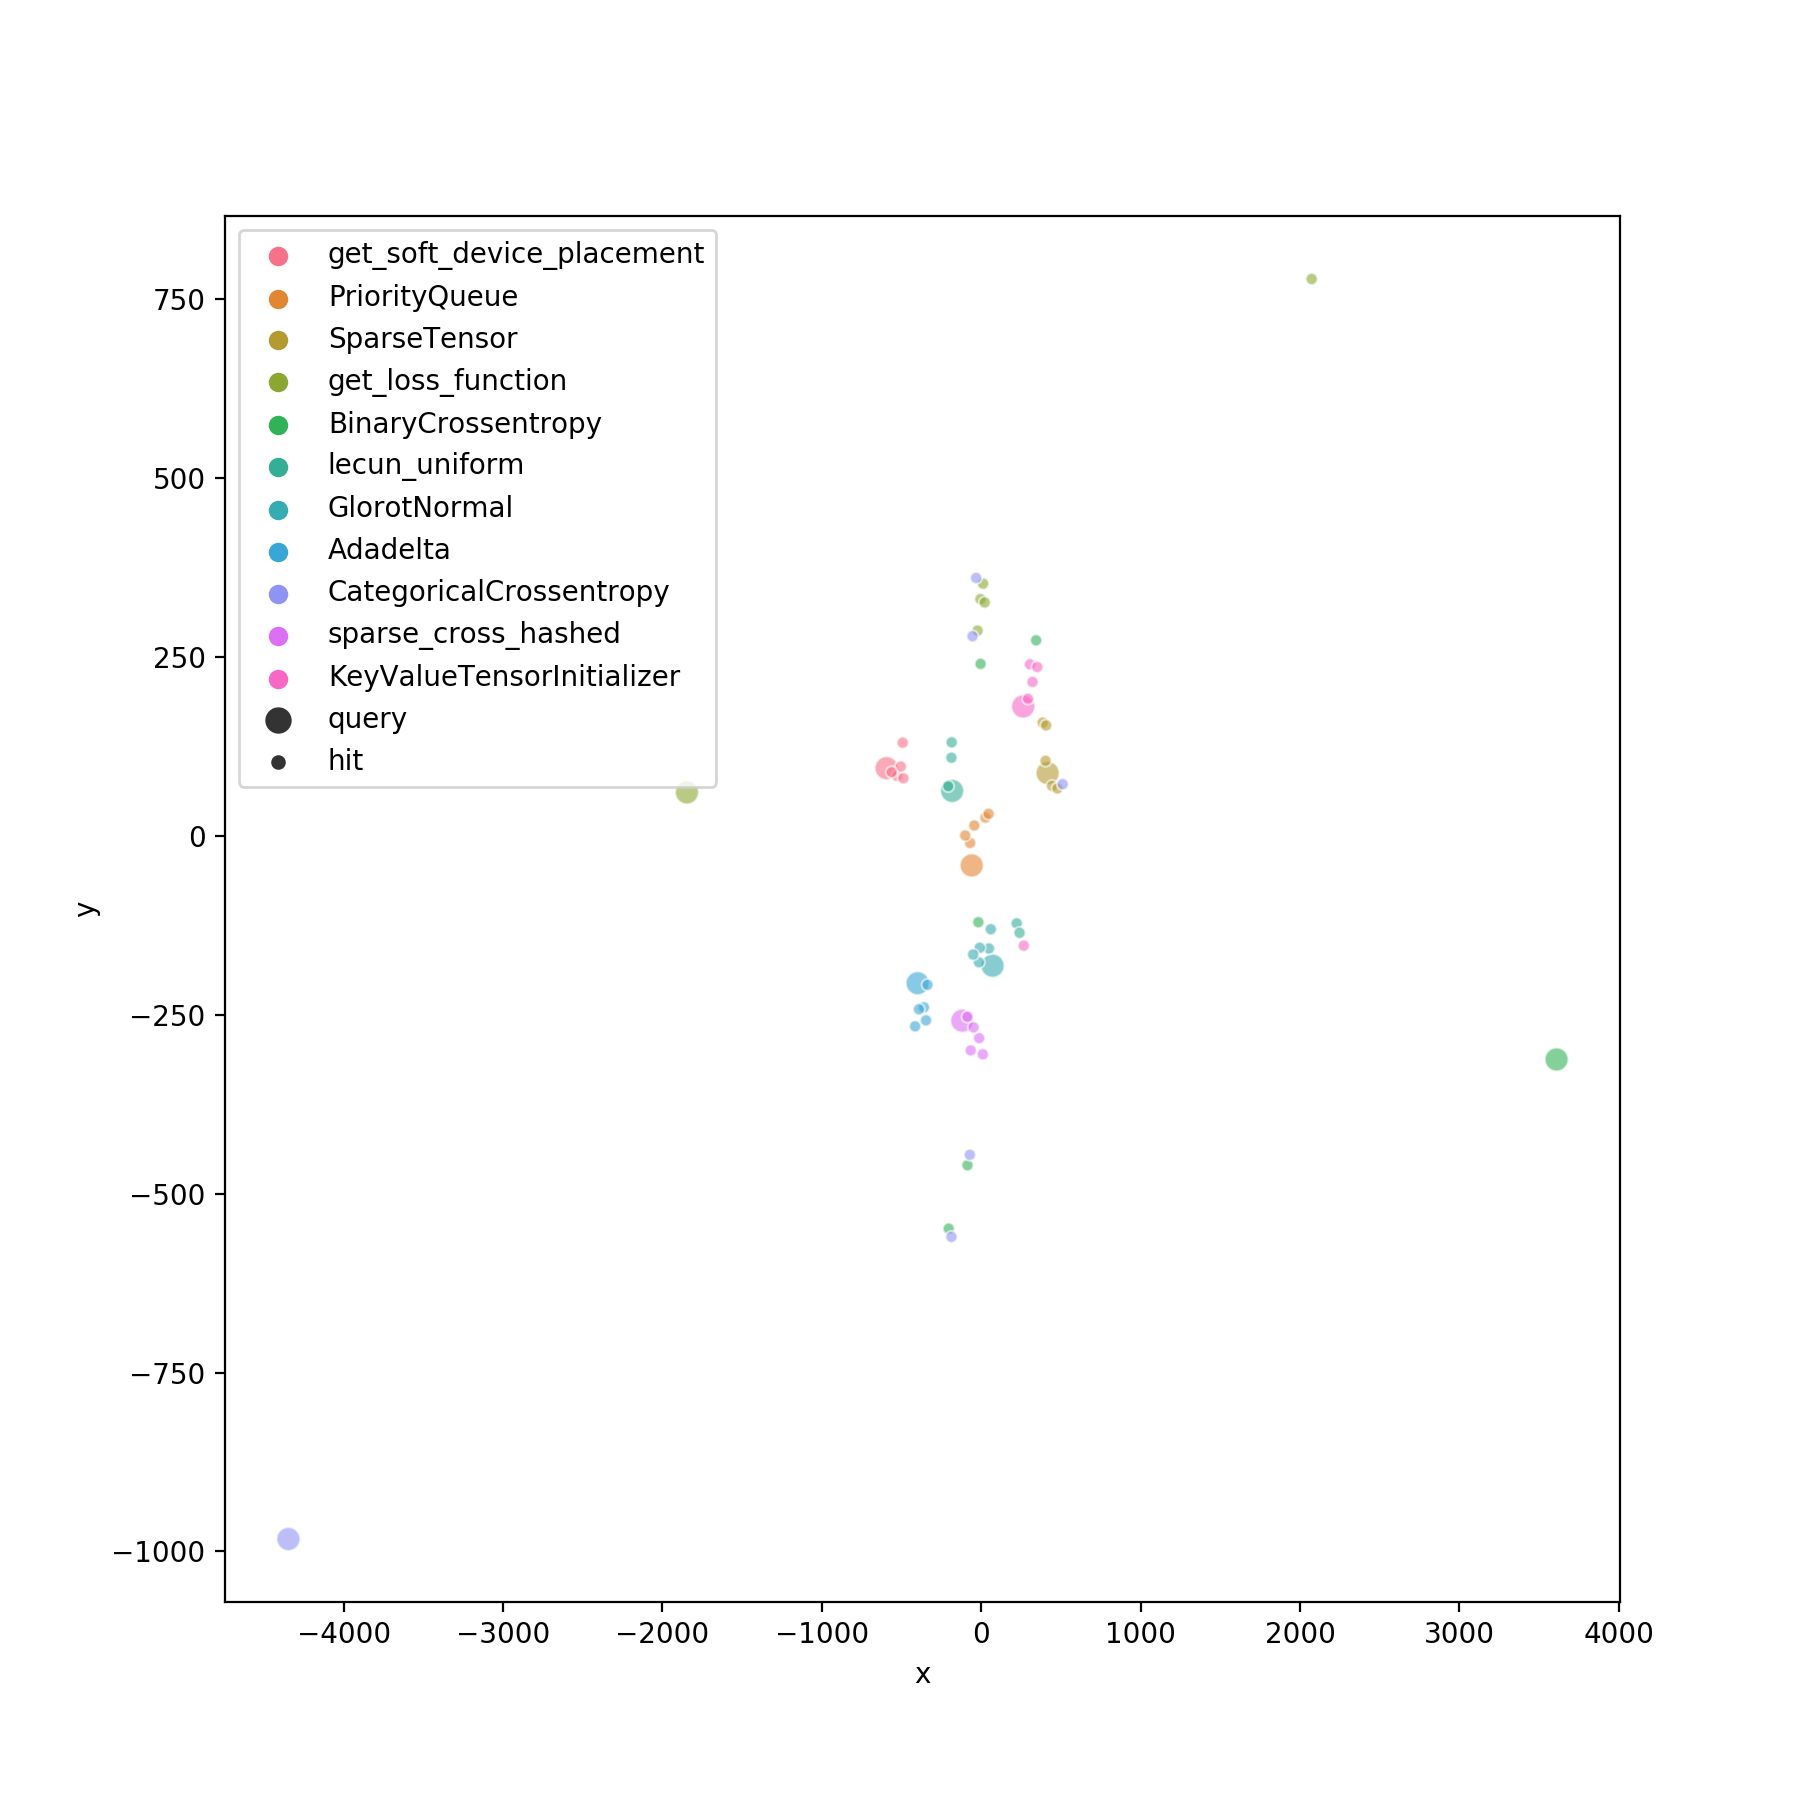 get_soft_device_placement
PriorityQueue
SparseTensor
get_loss_function
BinaryCrossentropy
lecun_uniform
GlorotNormal
Adadelta
CategoricalCrossentropy
sparse_cross_hashed
KeyValueTensorInitializer
query
hit
750
500
250
0
−250
−500
−750
−1000
y
−4000 −3000 −2000 −1000 0 1000 2000 3000 4000
x